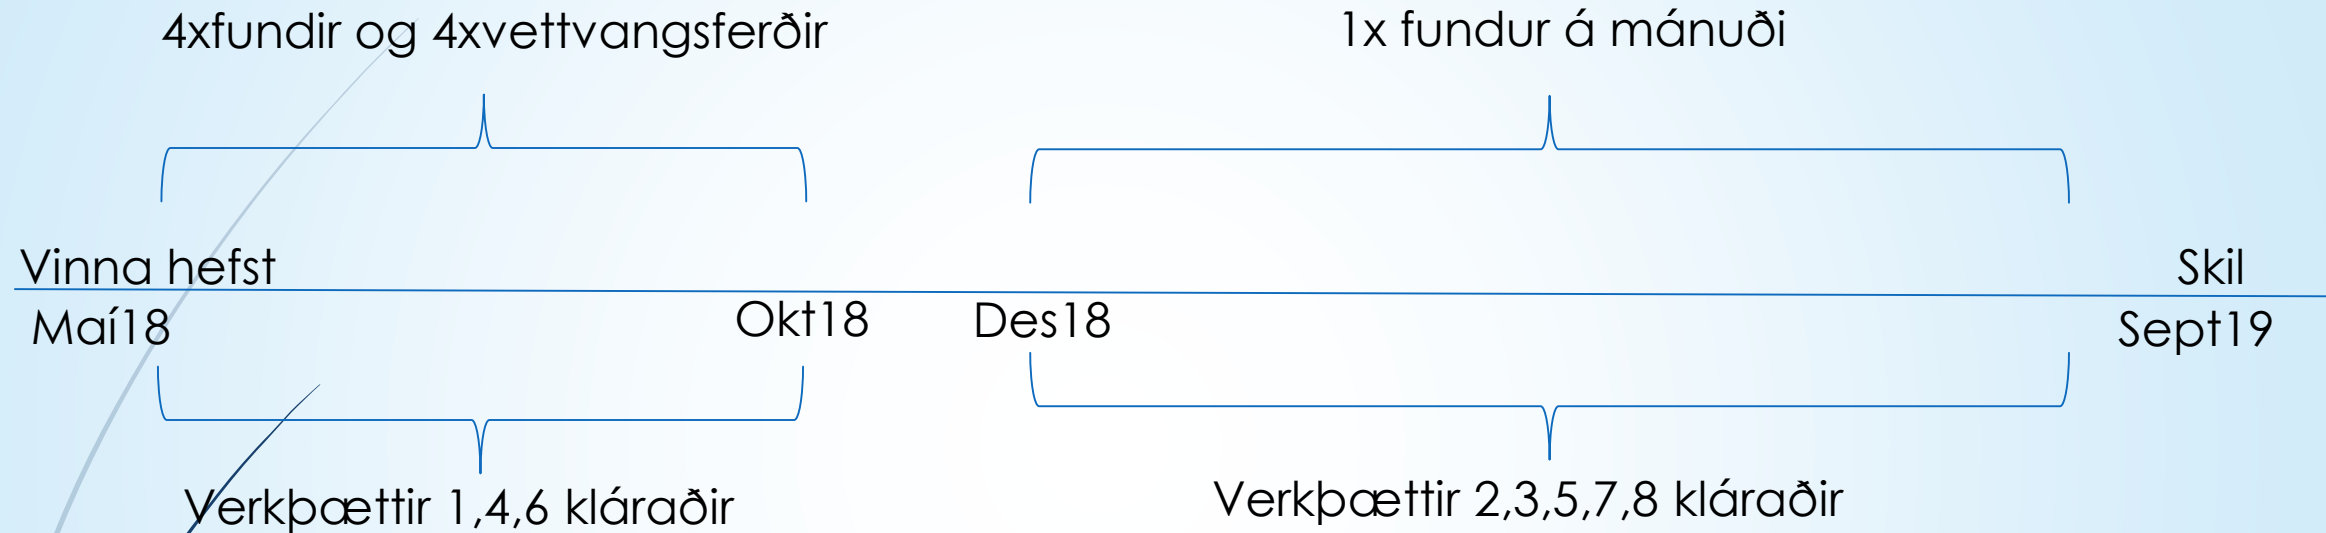 4xfundir og 4xvettvangsferðir
1x fundur á mánuði
Vinna hefst
Skil
Maí18
Okt18
Des18
Sept19
Verkþættir 1,4,6 kláraðir
Verkþættir 2,3,5,7,8 kláraðir